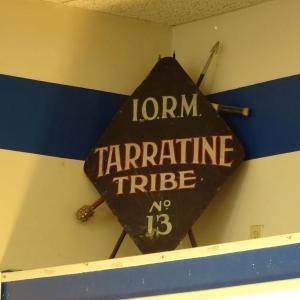 I.O.R.M.
TARRATINE
TRIBE
No
13